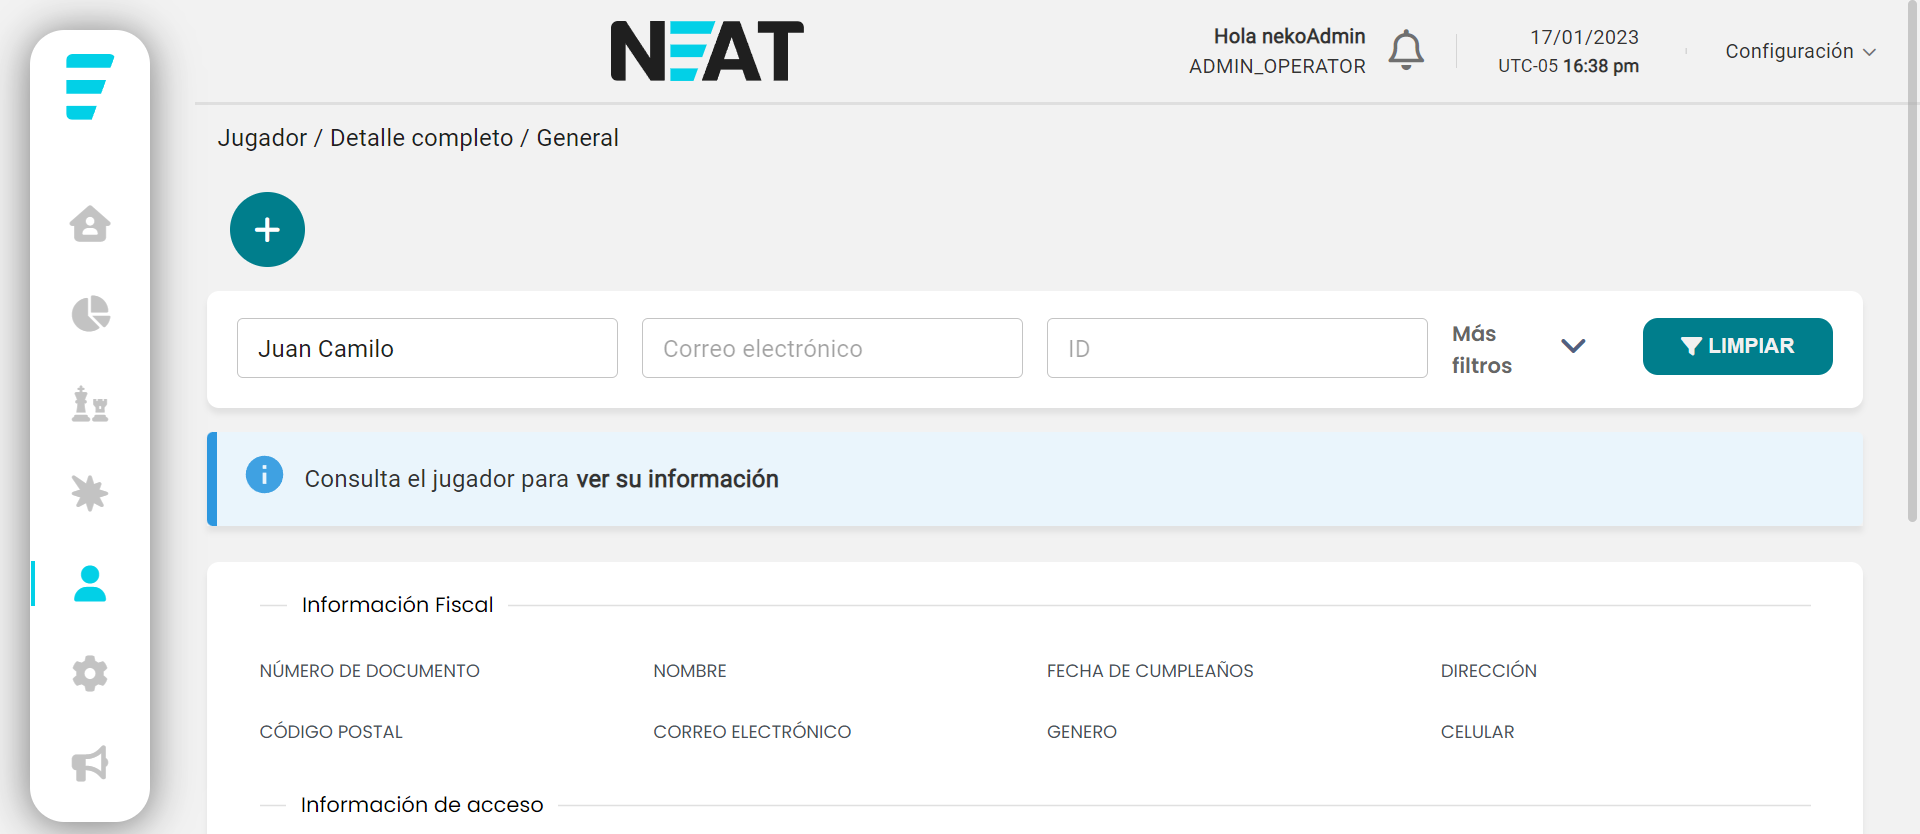 NEAT
Hola nekoAdmin
ADMIN_OPERATOR
17/01/2023
UTC-05 16:38 pm
Configuración
Jugador / Detalle completo / General
Juan Camilo
Correo electrónico
ID
Más
filtros
LIMPIAR
Consulta el jugador para ver su información
Información Fiscal
NÚMERO DE DOCUMENTO
NOMBRE
FECHA DE CUMPLEAÑOS
DIRECCIÓN
CÓDIGO POSTAL
CORREO ELECTRÓNICO
GENERO
CELULAR
Información de acceso